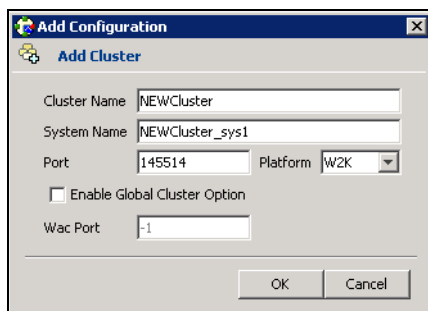 Add Configuration
Add Cluster
Cluster Name NEWCluster
System Name NEWCluster_sys1
Port 145514 Platform W2K
Enable Global Cluster Option
Wac Port -1
OK Cancel